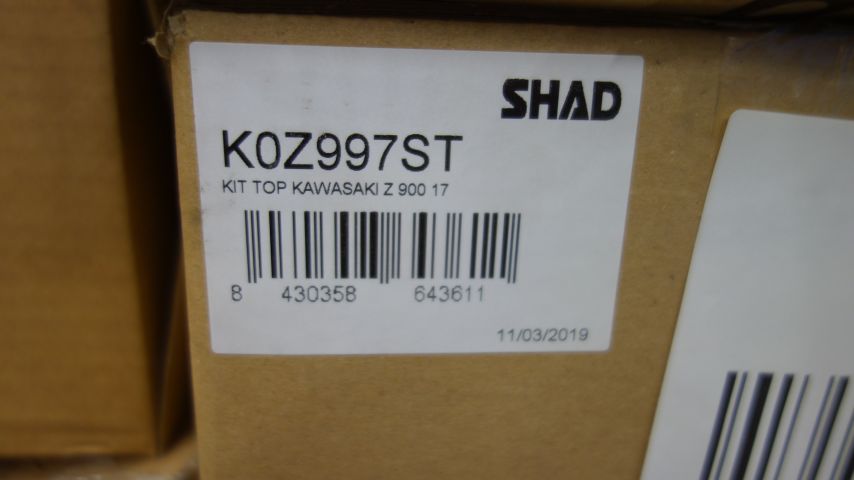 SHAD
K0Z997ST
KIT TOP KAWASAKI Z 900 17
8 430358 643611
11/03/2019